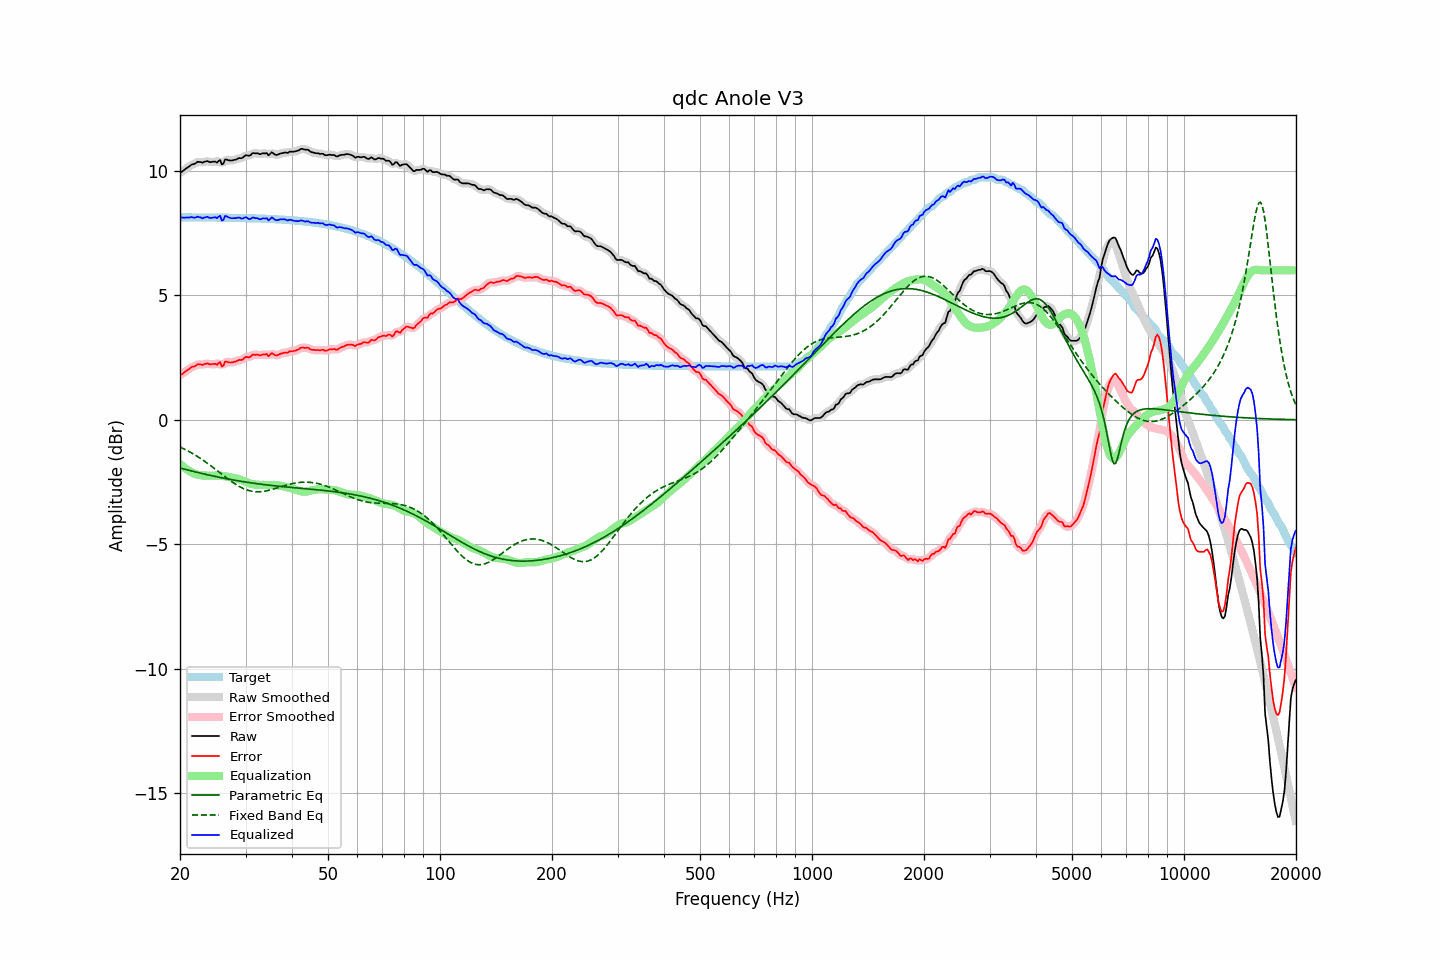 qdc Anole V3
Amplitude (dBr)
10
5
0
−5
−10
−15
Target
Raw Smoothed
Error Smoothed
Raw
Error
Equalization
Parametric Eq
Fixed Band Eq
Equalized
20 50 100 200 500 1000 2000 5000 10000 20000
Frequency (Hz)